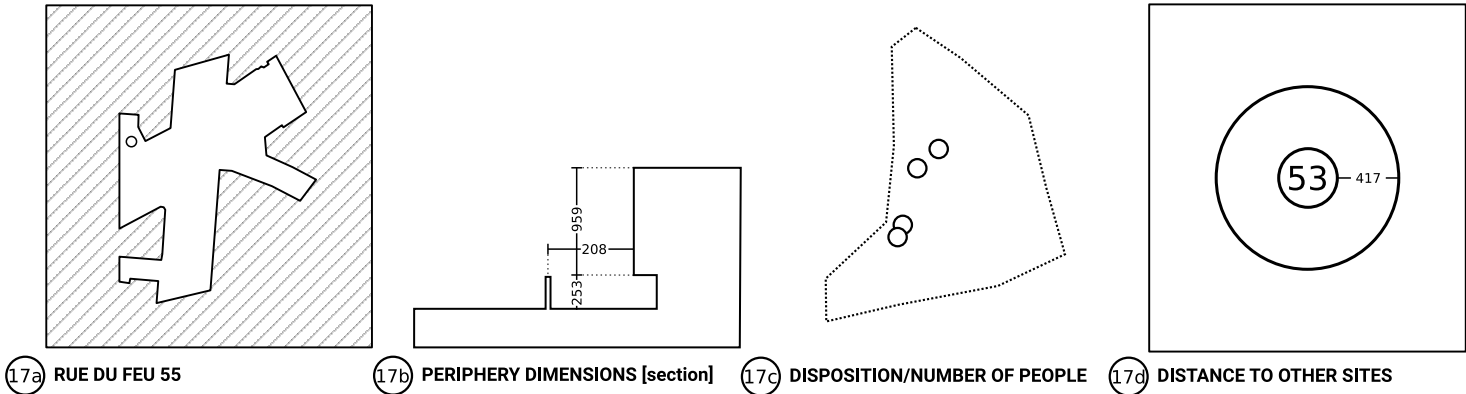 959
208
253
53
417
17a RUE DU FEU 55
17b PERIPHERY DIMENSIONS [section]
17c DISPOSITION/NUMBER OF PEOPLE
17d DISTANCE TO OTHER SITES